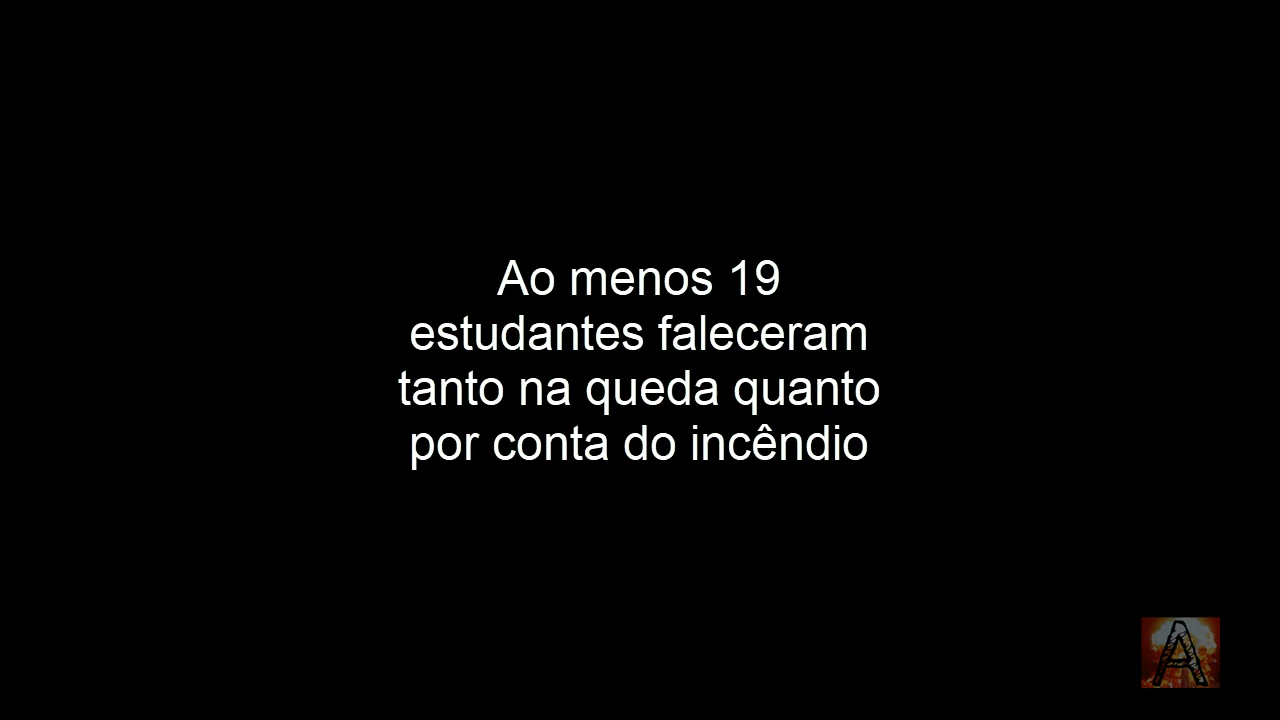 Ao menos 19
estudantes faleceram
tanto na queda quanto
por conta do incêndio
A